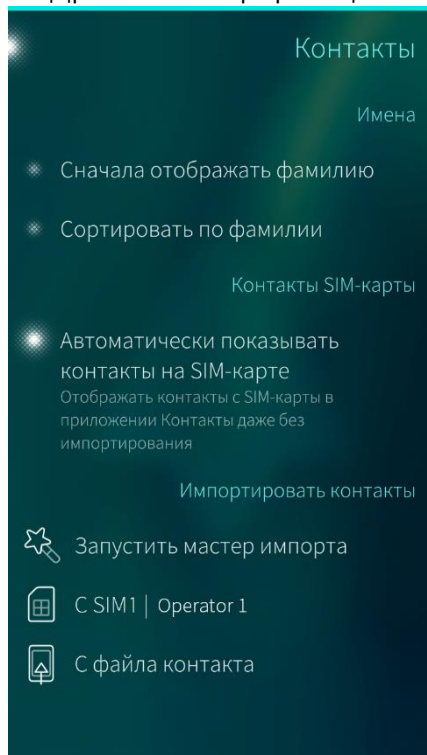 Контакты
Имена
Сначала отображать фамилию
Сортировать по фамилии
Контакты SIM-карты
Автоматически показывать
контакты на SIM-карте
Отображать контакты с SIM-карты в
приложении Контакты даже без
импортирования
Импортировать контакты
Запустить мастер импорта
С SIM1 | Operator 1
С файла контакта